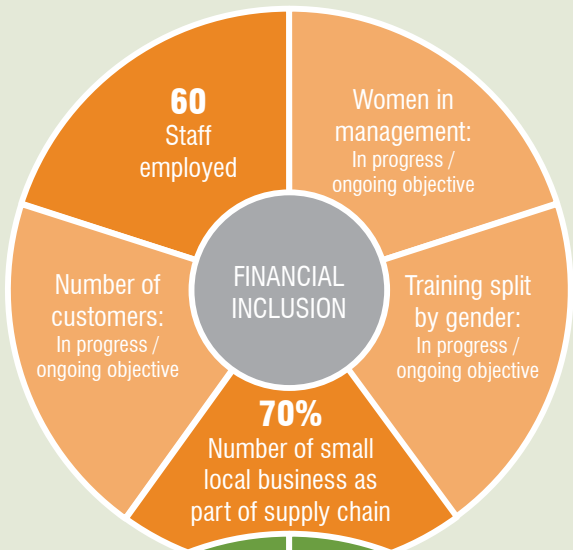 60
Staff
employed
Women in
management:
In progress /
ongoing objective
FINANCIAL
INCLUSION
Number of
customers:
In progress /
ongoing objective
Training split
by gender:
In progress /
ongoing objective
70%
Number of small
local business as
part of supply chain